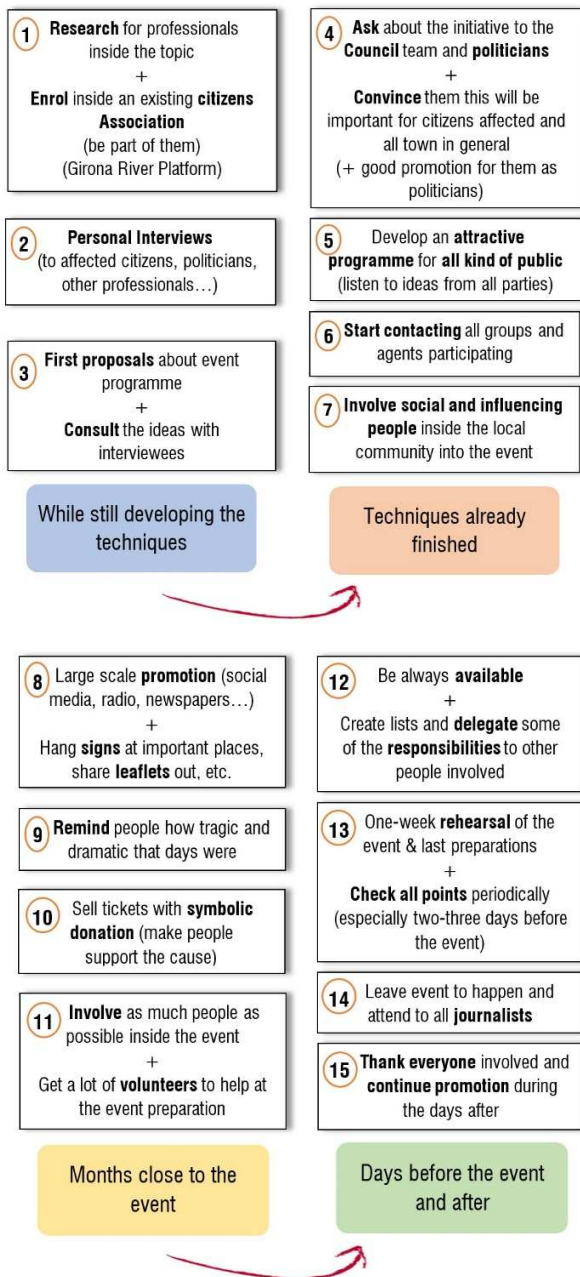 1
Research for professionals
inside the topic
+
Enrol inside an existing citizens
Association
(be part of them)
(Girona River Platform)
2
Personal Interviews
(to affected citizens, politicians,
other professionals...)
3
First proposals about event
programme
+
Consult the ideas with
interviewees
While still developing the
techniques
4
Ask about the initiative to the
Council team and politicians
+
Convince them this will be
important for citizens affected and
all town in general
(+ good promotion for them as
politicians)
5
Develop an attractive
programme for all kind of public
(listen to ideas from all parties)
6
Start contacting all groups and
agents participating
7
Involve social and influencing
people inside the local
community into the event
Techniques already
finished
8
Large scale promotion (social
media, radio, newspapers...)
+
Hang signs at important places,
share leaflets out, etc.
9
Remind people how tragic and
dramatic that days were
10
Sell tickets with symbolic
donation (make people
support the cause)
11
Involve as much people as
possible inside the event
+
Get a lot of volunteers to help at
the event preparation
Months close to the
event
12
Be always available
+
Create lists and delegate some
of the responsibilities to other
people involved
13
One-week rehearsal of the
event & last preparations
+
Check all points periodically
(especially two-three days before
the event)
14
Leave event to happen and
attend to all journalists
15
Thank everyone involved and
continue promotion during
the days after
Days before the event
and after